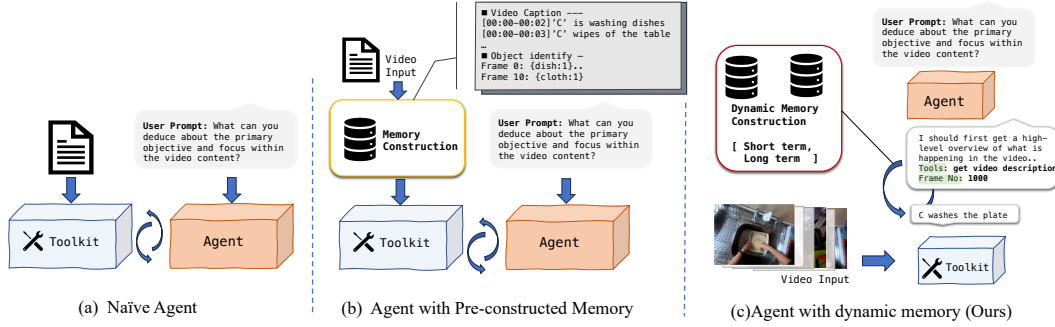 User Prompt: What can you
deduce about the primary
objective and focus within
the video content?
Toolkit
Agent
(a) Naïve Agent
■ Video Caption ---
[00:00-00:02]'C' is washing dishes
[00:00-00:03]'C' wipes of the table
…
■ Object identify —
Frame 0: {dish:1}..
Frame 10: {cloth:1}
Video
Input
Memory
Construction
User Prompt: What can you
deduce about the primary
objective and focus within
the video content?
Toolkit
Agent
(b) Agent with Pre-constructed Memory
User Prompt: What can you
deduce about the primary
objective and focus within
the video content?
Agent
Dynamic Memory
Construction
[ Short term,
Long term ]
I should first get a high-
level overview of what is
happening in the video..
Tools: get video description
Frame No: 1000
C washes the plate
Video Input
Toolkit
(c)Agent with dynamic memory (Ours)